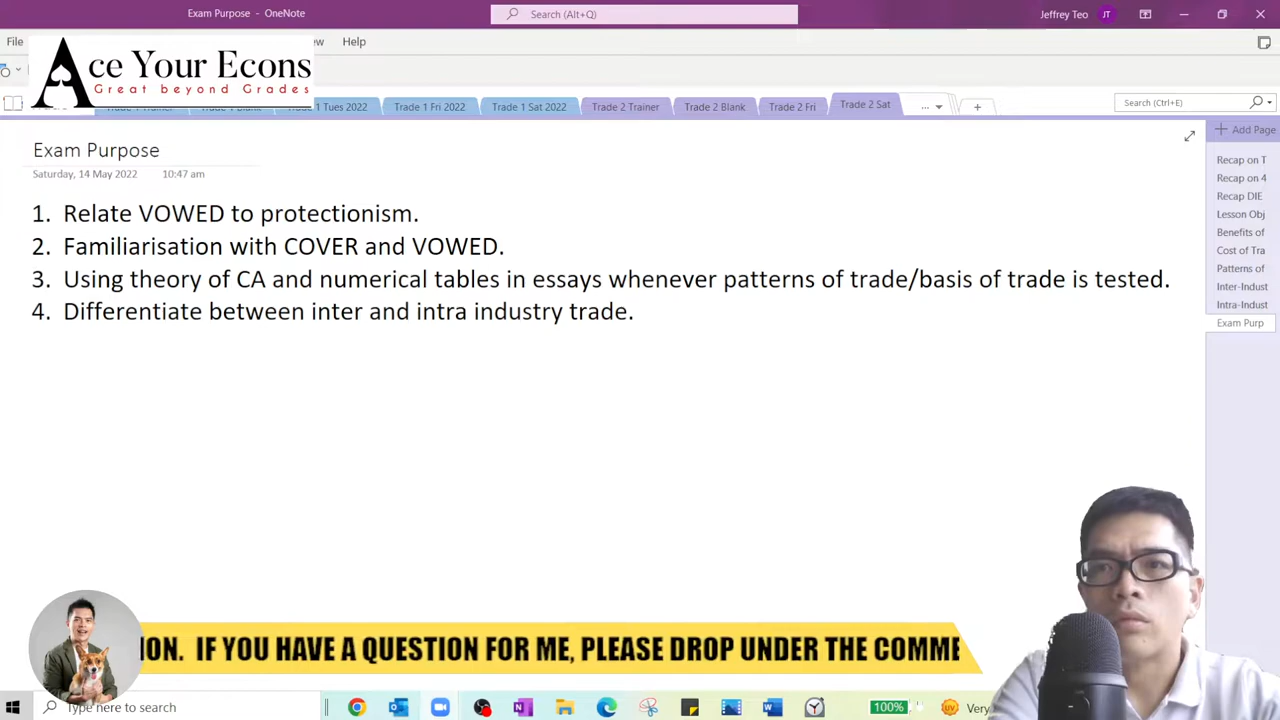 Exam Purpose - OneNote
Search (Alt+Q)
Jeffrey Teo
JT
File
Help
Ace Your Econs
Great beyond Grades
1 Tues 2022
Trade 1 Fri 2022
Trade 1 Sat 2022
Trade 2 Trainer
Trade 2 Blank
Trade 2 Fri
Trade 2 Sat
...
Search (Ctrl+E)
Exam Purpose
Saturday, 14 May 2022 10:47 am
1. Relate VOWED to protectionism.
2. Familiarisation with COVER and VOWED.
3. Using theory of CA and numerical tables in essays whenever patterns of trade/basis of trade is tested.
4. Differentiate between inter and intra industry trade.
Add Page
Recap on T
Recap on 4
Recap DIE
Lesson Obj
Benefits of
Cost of Tra
Patterns of
Inter-Indust
Intra-Indust
Exam Purp
ION. IF YOU HAVE A QUESTION FOR ME, PLEASE DROP UNDER THE COMME
Type here to search
100%
UV
Very